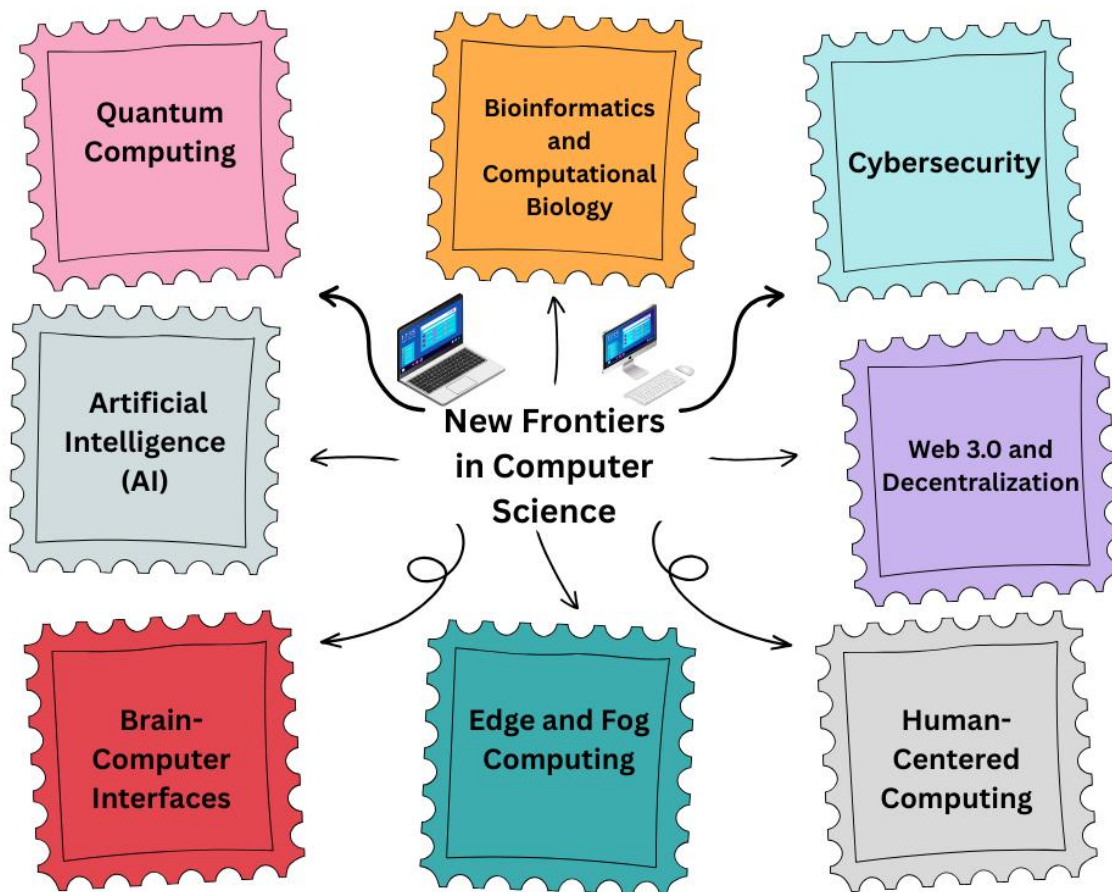 Quantum
Computing
Bioinformatics
and
Computational
Biology
Cybersecurity
Artificial
Intelligence
(AI)
New Frontiers
in Computer
Science
Web 3.0 and
Decentralization
Brain-
Computer
Interfaces
Edge and Fog
Computing
Human-
Centered
Computing